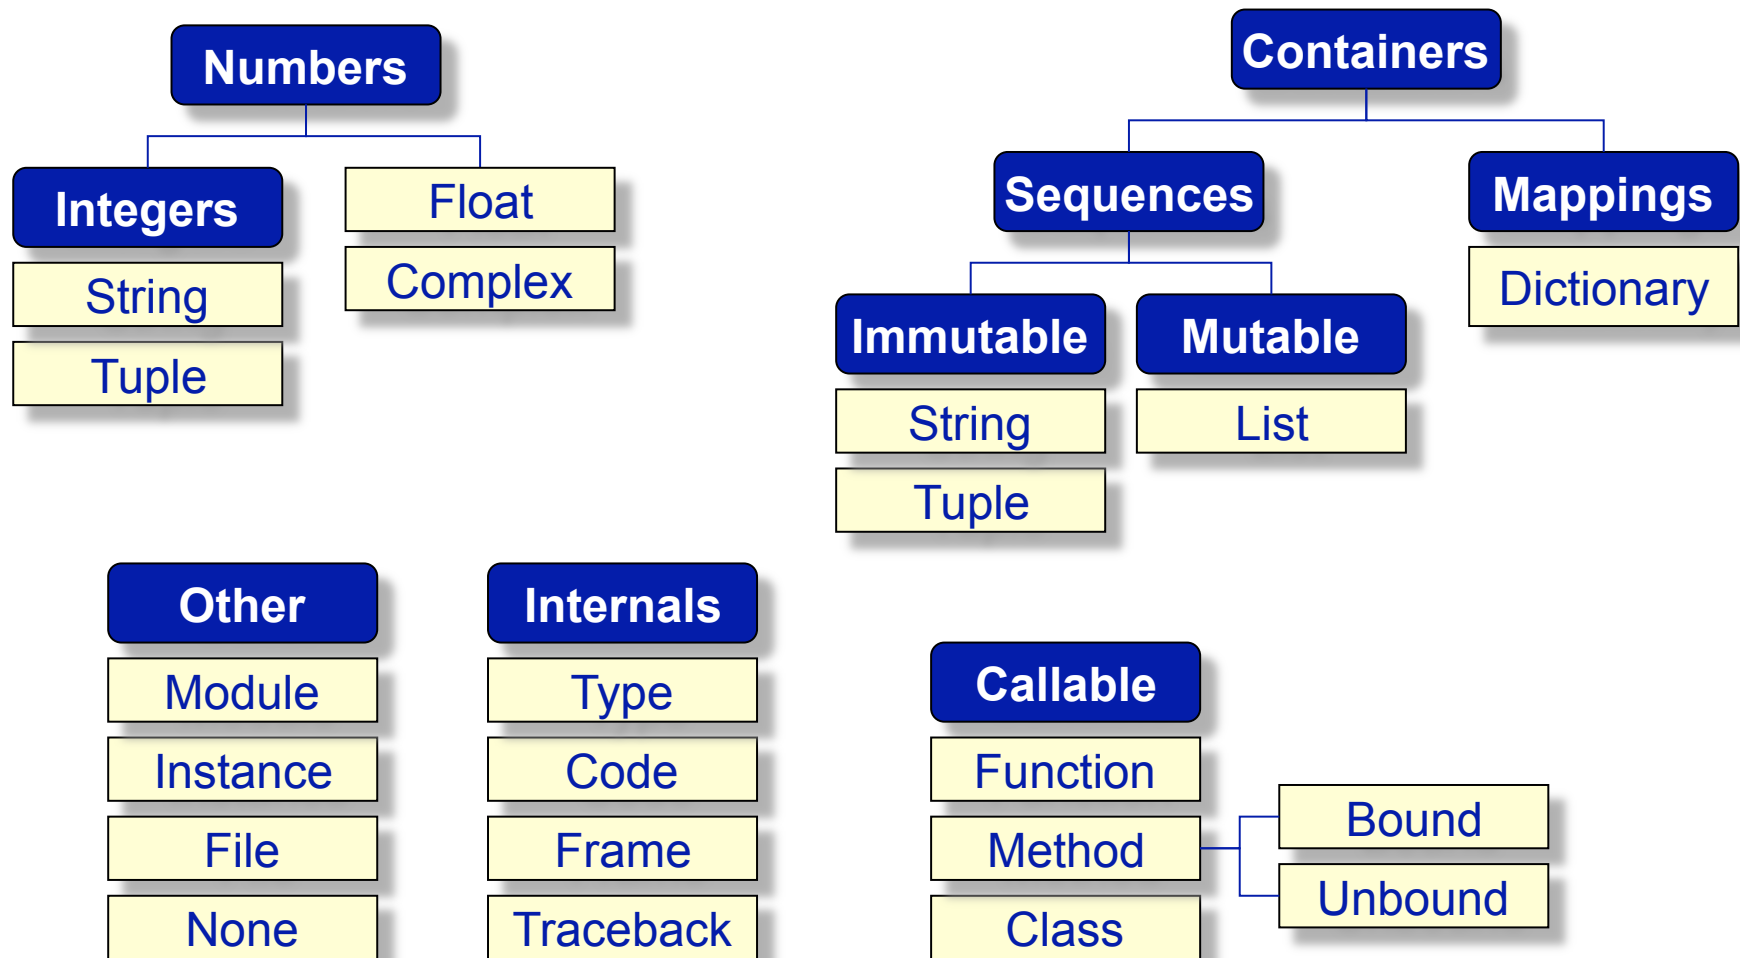 Numbers
Integers
String
Tuple
Float
Complex
Containers
Sequences
Mappings
Dictionary
Immutable
String
Tuple
Mutable
List
Other
Module
Instance
File
None
Internals
Type
Code
Frame
Traceback
Callable
Function
Method
Class
Bound
Unbound